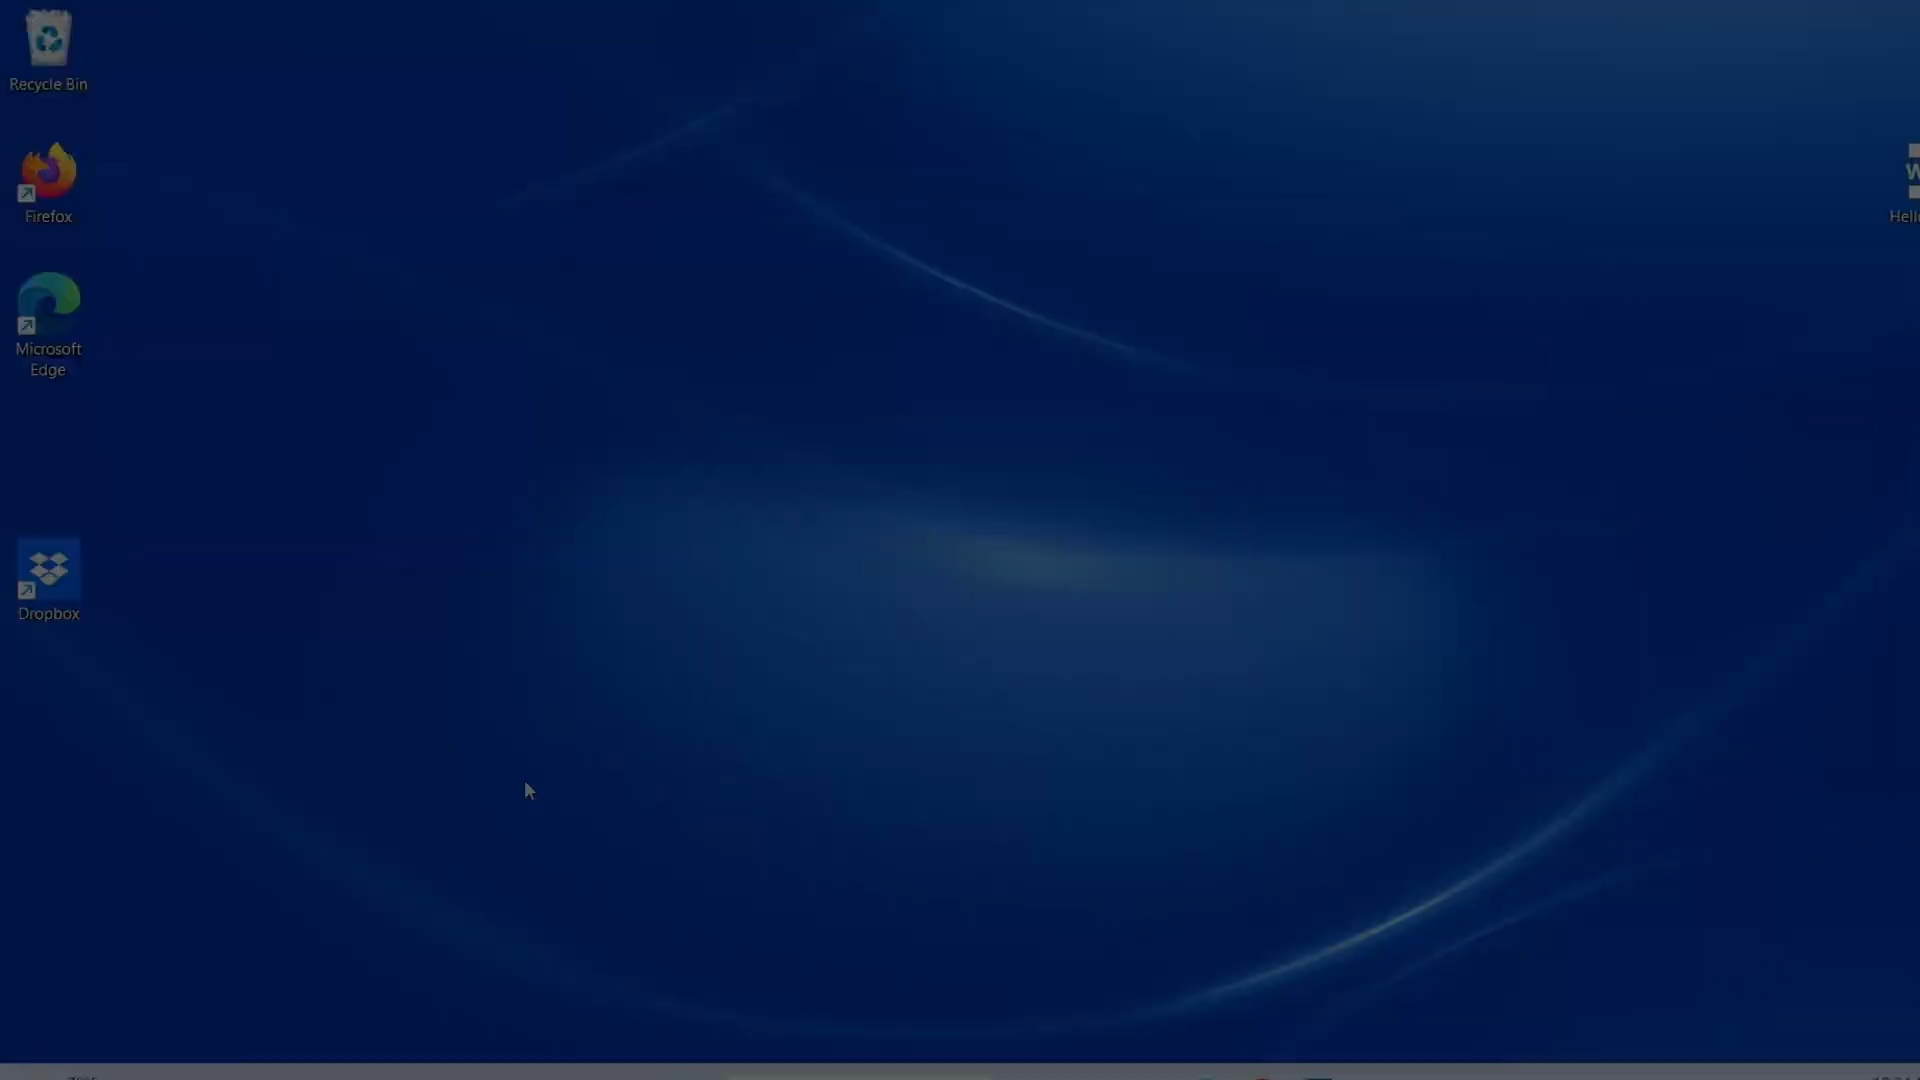 Recycle Bin
Firefox
Microsoft
Edge
Dropbox
W
Hell